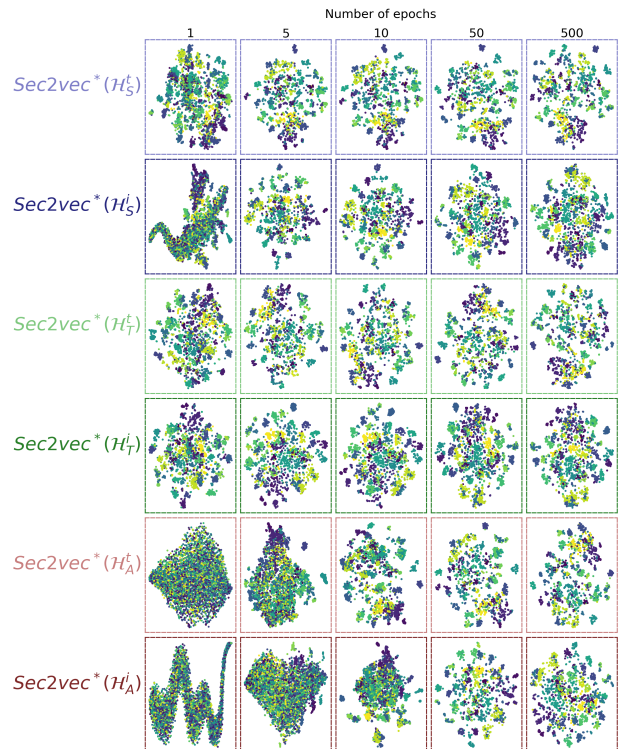 Number of epochs
1 5 10 50 500
Sec2vec*(ℋ_S^t)
Sec2vec*(ℋ_S^i)
Sec2vec*(ℋ_T^t)
Sec2vec*(ℋ_T^i)
Sec2vec*(ℋ_A^t)
Sec2vec*(ℋ_A^i)